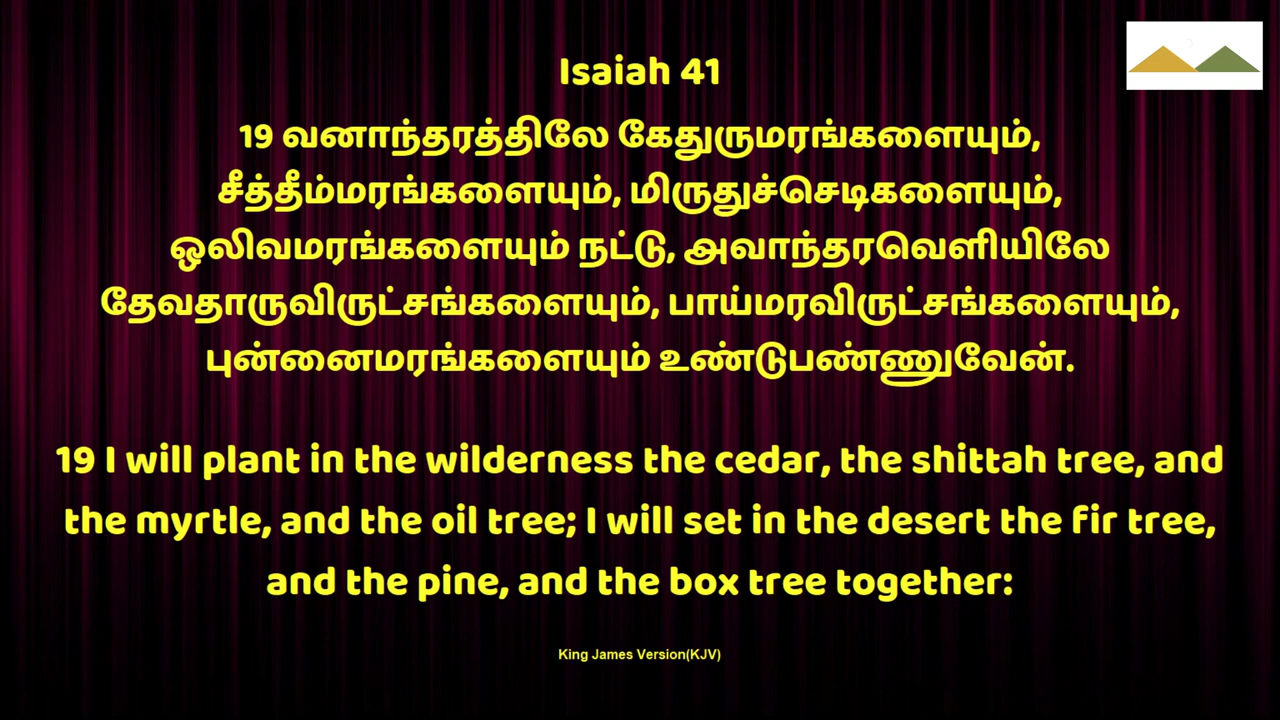 Isaiah 41
19 வனாந்தரத்திலே கேதுருமரங்களையும்,
சீத்தீம்மரங்களையும், மிருதுச்செடிகளையும்,
ஒலிவமரங்களையும் நட்டு, அவாந்தரவெளியிலே
தேவதாருவிருட்சங்களையும், பாய்மரவிருட்சங்களையும்,
புன்னைமரங்களையும் உண்டுபண்ணுவேன்.
19 I will plant in the wilderness the cedar, the shittah tree, and
the myrtle, and the oil tree; I will set in the desert the fir tree,
and the pine, and the box tree together:
King James Version(KJV)